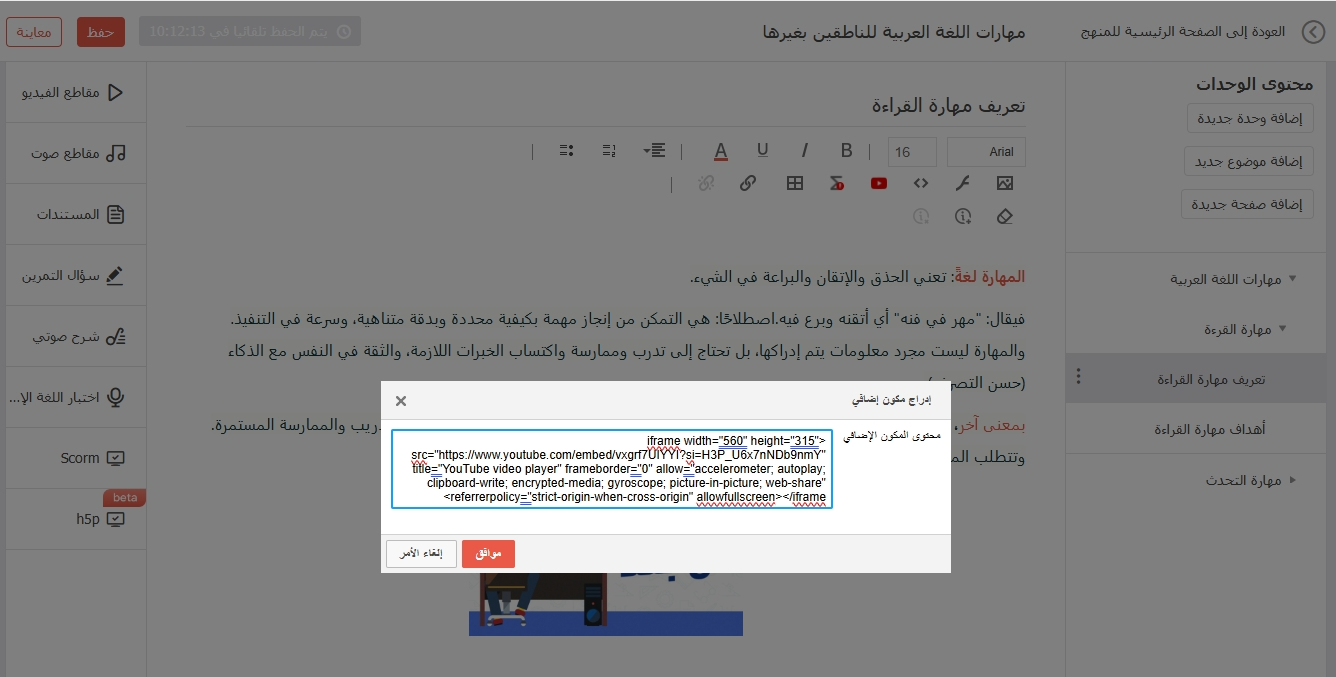 العودة إلى الصفحة الرئيسية للمنهج
مهارات اللغة العربية للناطقين بغيرها
يتم الحفظ تلقائيا في 10:12:13
حفظ
معاينة
محتوى الوحدات
إضافة وحدة جديدة
إضافة موضوع جديد
إضافة صفحة جديدة
مهارات اللغة العربية
مهارة القرءة
تعريف مهارة القراءة
أهداف مهارة القراءة
مهارة التحدث
تعريف مهارة القراءة
Arial
16
B
I
U
A
المهارة لغةً: تعني الحذق والإتقان والبراعة في الشيء.
فيقال: "مهر في فنه" أي أتقنه وبرع فيه.اصطلاحًا: هي التمكن من إنجاز مهمة بكيفية محددة وبدقة متناهية، وسرعة في التنفيذ.
والمهارة ليست مجرد معلومات يتم إدراكها، بل تحتاج إلى تدرب وممارسة واكتساب الخبرات اللازمة، والثقة في النفس مع الذكاء
(حسن التصرف)
بمعنى آخر،
دريب والممارسة المستمرة.
وتتطلب
إدراج مكون إضافي
محتوى المكون الإضافي
iframe width="560" height="315">
src="https://www.youtube.com/embed/vxgrf7UlYYI?si=H3P_U6x7nNDb9nmY"
title="YouTube video player" frameborder="0" allow="accelerometer; autoplay;
clipboard-write; encrypted-media; gyroscope; picture-in-picture; web-share"
<referrerpolicy="strict-origin-when-cross-origin" allowfullscreen></iframe
موافق
إلغاء الأمر
مقاطع الفيديو
مقاطع صوت
المستندات
سؤال التمرين
شرح صوتي
اختبار اللغة الإ...
Scorm
beta
h5p